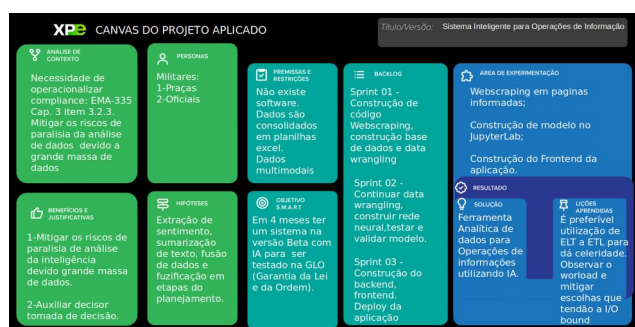 XPE CANVAS DO PROJETO APLICADO
Título/Versão: Sistema Inteligente para Operações de Informação
ANÁLISE DE
CONTEXTO
Necessidade de
operacionalizar
compliance: EMA-335
Cap. 3 item 3.2.3.
Mitigar os riscos de
paralisia da análise
de dados devido a
grande massa de
dados
PERSONAS
Militares:
1-Praças
2-Oficiais
PREMISSAS E
RESTRIÇÕES
Não existe
software.
Dados são
consolidados
em planilhas
excel.
Dados
multimodais
BACKLOG
Sprint 01 -
Construção de
código
Webscraping,
construção base
de dados e data
wrangling
Sprint 02 -
Continuar data
wrangling,
construir rede
neural,testar e
validar modelo.
Sprint 03 -
Construção do
backend,
frontend.
Deploy da
aplicação
ÁREA DE EXPERIMENTAÇÃO
Webscraping em paginas
informadas;
Construção de modelo no
JupyterLab;
Construção do Frontend da
aplicação.
BENEFÍCIOS E
JUSTIFICATIVAS
1-Mitigar os riscos de
paralisia de análise
da inteligência
devido grande massa
de dados.
2-Auxiliar decisor
tomada de decisão.
HIPÓTESES
Extração de
sentimento,
sumarização
de texto, fusão
de dados e
fuzificação em
etapas do
planejamento.
OBJETIVO
S.M.A.R.T
Em 4 meses ter
um sistema na
versão Beta com
IA para ser
testado na GLO
(Garantia da Lei
e da Ordem).
RESULTADO
SOLUÇÃO
Ferramenta
Analítica de
dados para
Operações de
informações
utilizando IA.
LIÇÕES
APRENDIDAS
É preferível
utilização de
ELT a ETL para
dá celeridade.
Observar o
worload e
mitigar
escolhas que
tendão a I/O
bound